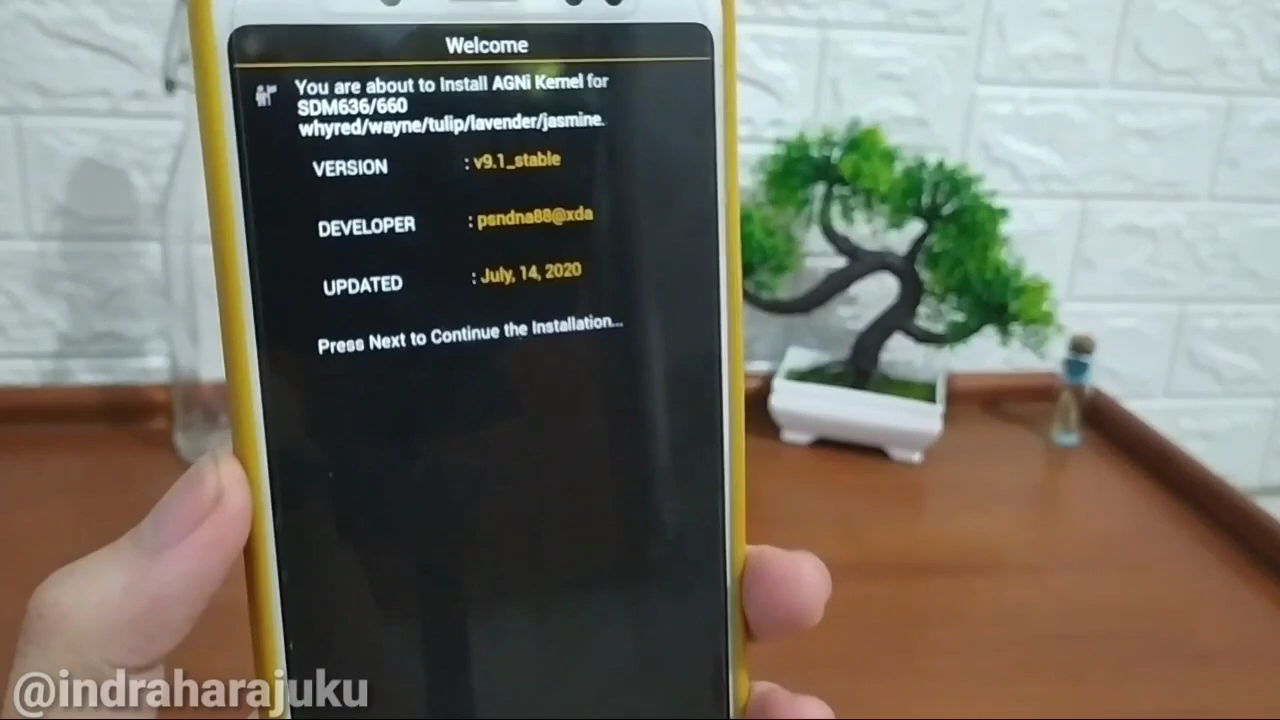 Welcome
You are about to Install AGNi Kernel for
SDM636/660
whyred/wayne/tulip/lavender/jasmine.
VERSION : v9.1_stable
DEVELOPER : psndna88@xda
UPDATED : July, 14, 2020
Press Next to Continue the Installation...
@indraharajuku